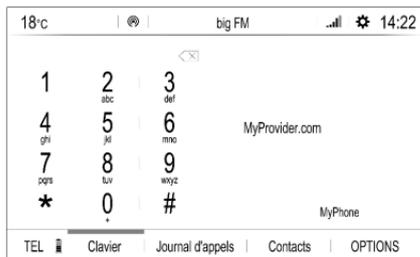 18°C big FM 14:22
1 2 3
abc def
4 5 6 MyProvider.com
ghi jkl mno
7 8 9
pqrs tuv wxyz
* 0 #
+ MyPhone
TEL Clavier Journal d'appels Contacts OPTIONS